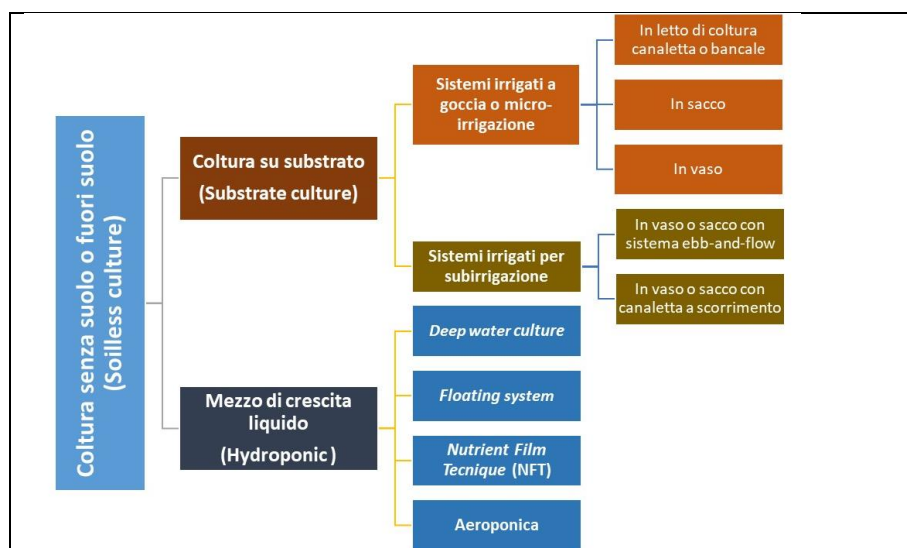 Coltura senza suolo o fuori suolo
(Soilless culture)
Coltura su substrato
(Substrate culture)
Sistemi irrigati a
goccia o micro-
irrigazione
In letto di coltura
canaletta o bancale
In sacco
In vaso
Sistemi irrigati per
subirrigazione
In vaso o sacco con
sistema ebb-and-flow
In vaso o sacco con
canaletta a scorrimento
Mezzo di crescita
liquido
(Hydroponic )
Deep water culture
Floating system
Nutrient Film
Tecnique (NFT)
Aeroponica